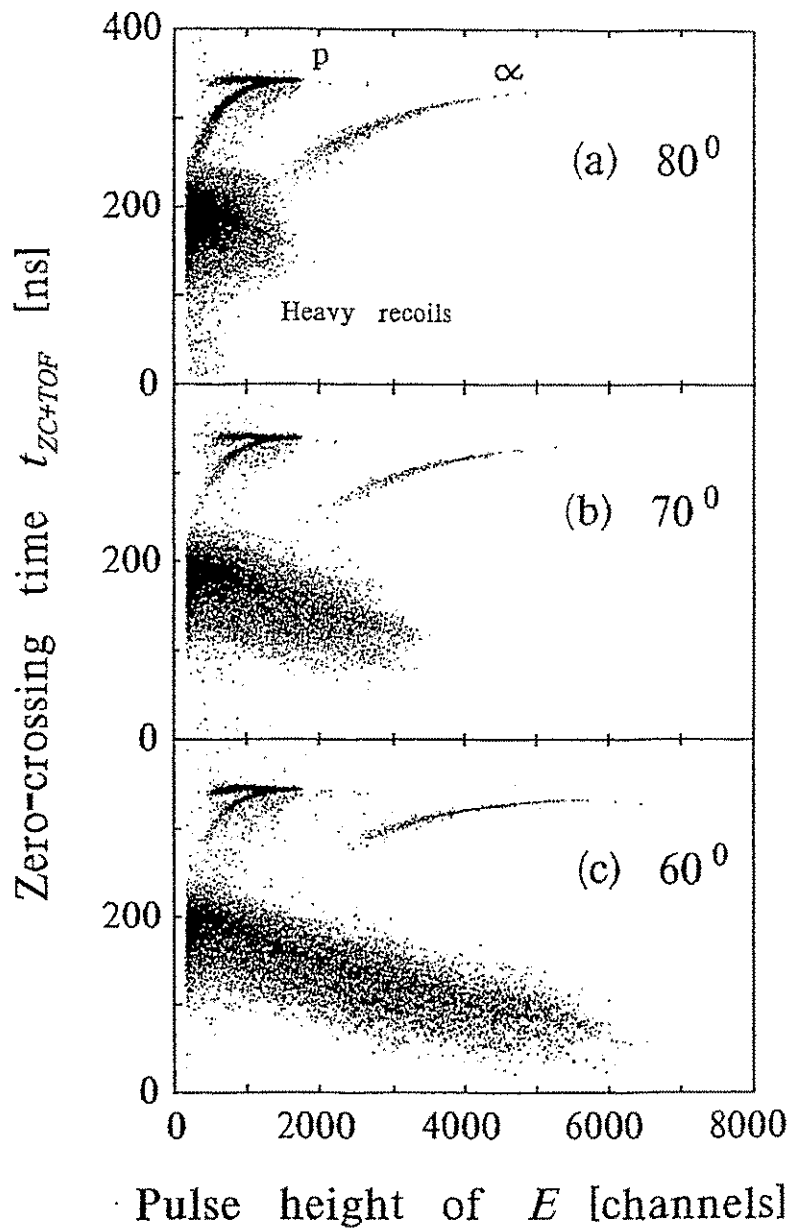 400
p
∝
(a) 80⁰
200
Heavy recoils
0
(b) 70⁰
200
0
(c) 60⁰
200
0
0 2000 4000 6000 8000
Zero-crossing time t_ZC+TOF [ns]
Pulse height of E [channels]